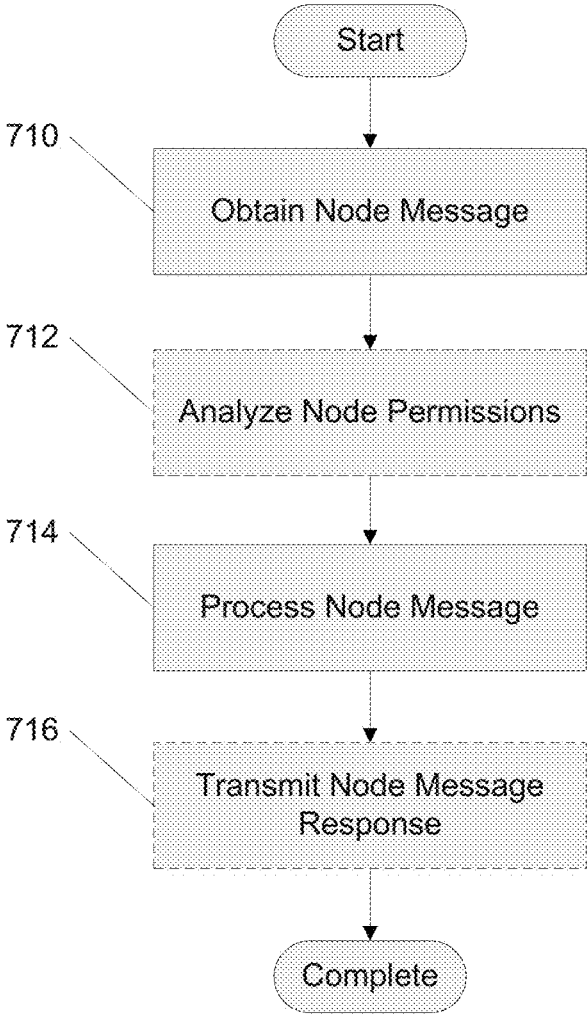 Start
710
Obtain Node Message
712
Analyze Node Permissions
714
Process Node Message
716
Transmit Node Message
Response
Complete